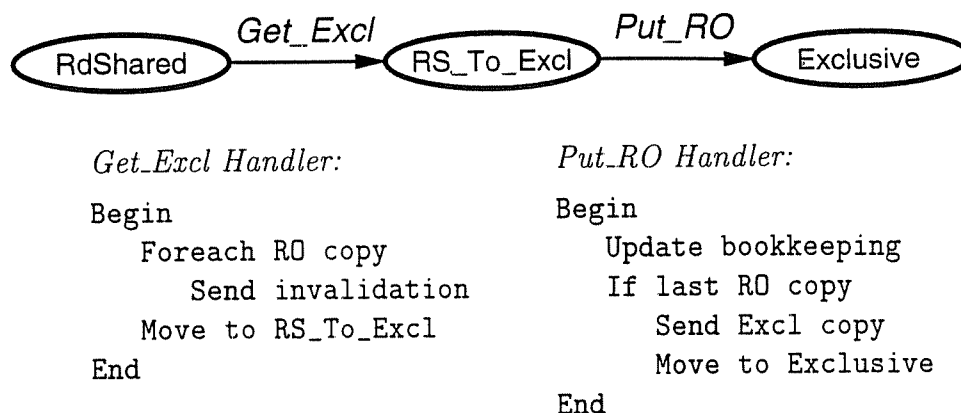 Get_Excl
Put_RO
RdShared
RS_To_Excl
Exclusive
Get_Excl Handler:
Begin
Foreach RO copy
Send invalidation
Move to RS_To_Excl
End
Put_RO Handler:
Begin
Update bookkeeping
If last RO copy
Send Excl copy
Move to Exclusive
End